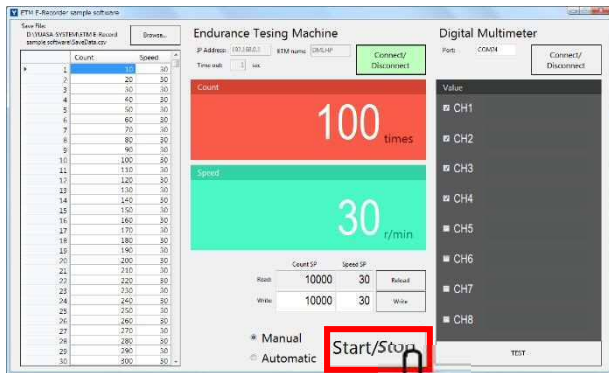 ETM E-Recorder sample software
Save File:
D:\YUASA-SYSTEM\ETM E-Record
sample software\SaveData.csv
Browse...
Count Speed
1 10 30
2 20 30
3 30 30
4 40 30
5 50 30
6 60 30
7 70 30
8 80 30
9 90 30
10 100 30
11 110 30
12 120 30
13 130 30
14 140 30
15 150 30
16 160 30
17 170 30
18 180 30
19 190 30
20 200 30
21 210 30
22 220 30
23 230 30
24 240 30
25 250 30
26 260 30
27 270 30
28 280 30
29 290 30
30 300 30
Endurance Tesing Machine
IP Address: ETM name
Time out: 1 sec
Connect/
Disconnect
Count
100 times
Speed
30 r/min
Count SP Speed SP
Read: 10000 30 Reload
Write: 10000 30 Write
Manual
Automatic
Start/Stop
Digital Multimeter
Port: COM24
Connect/
Disconnect
Value
CH1
CH2
CH3
CH4
CH5
CH6
CH7
CH8
TEST